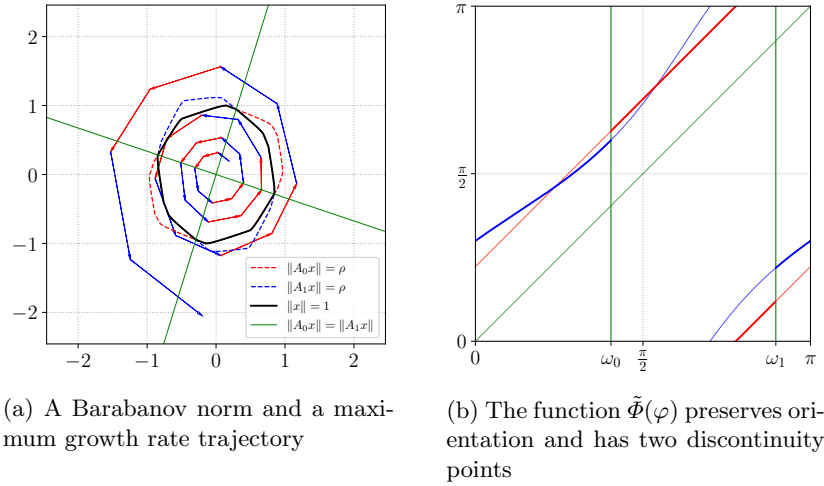 2
1
0
−1
−2
−2
−1
0
1
2
‖A₀x‖ = ρ
‖A₁x‖ = ρ
‖x‖ = 1
‖A₀x‖ = ‖A₁x‖
π
π/2
0
0
ω₀
π/2
ω₁
π
(a) A Barabanov norm and a maxi-
mum growth rate trajectory
(b) The function Φ̃(φ) preserves ori-
entation and has two discontinuity
points